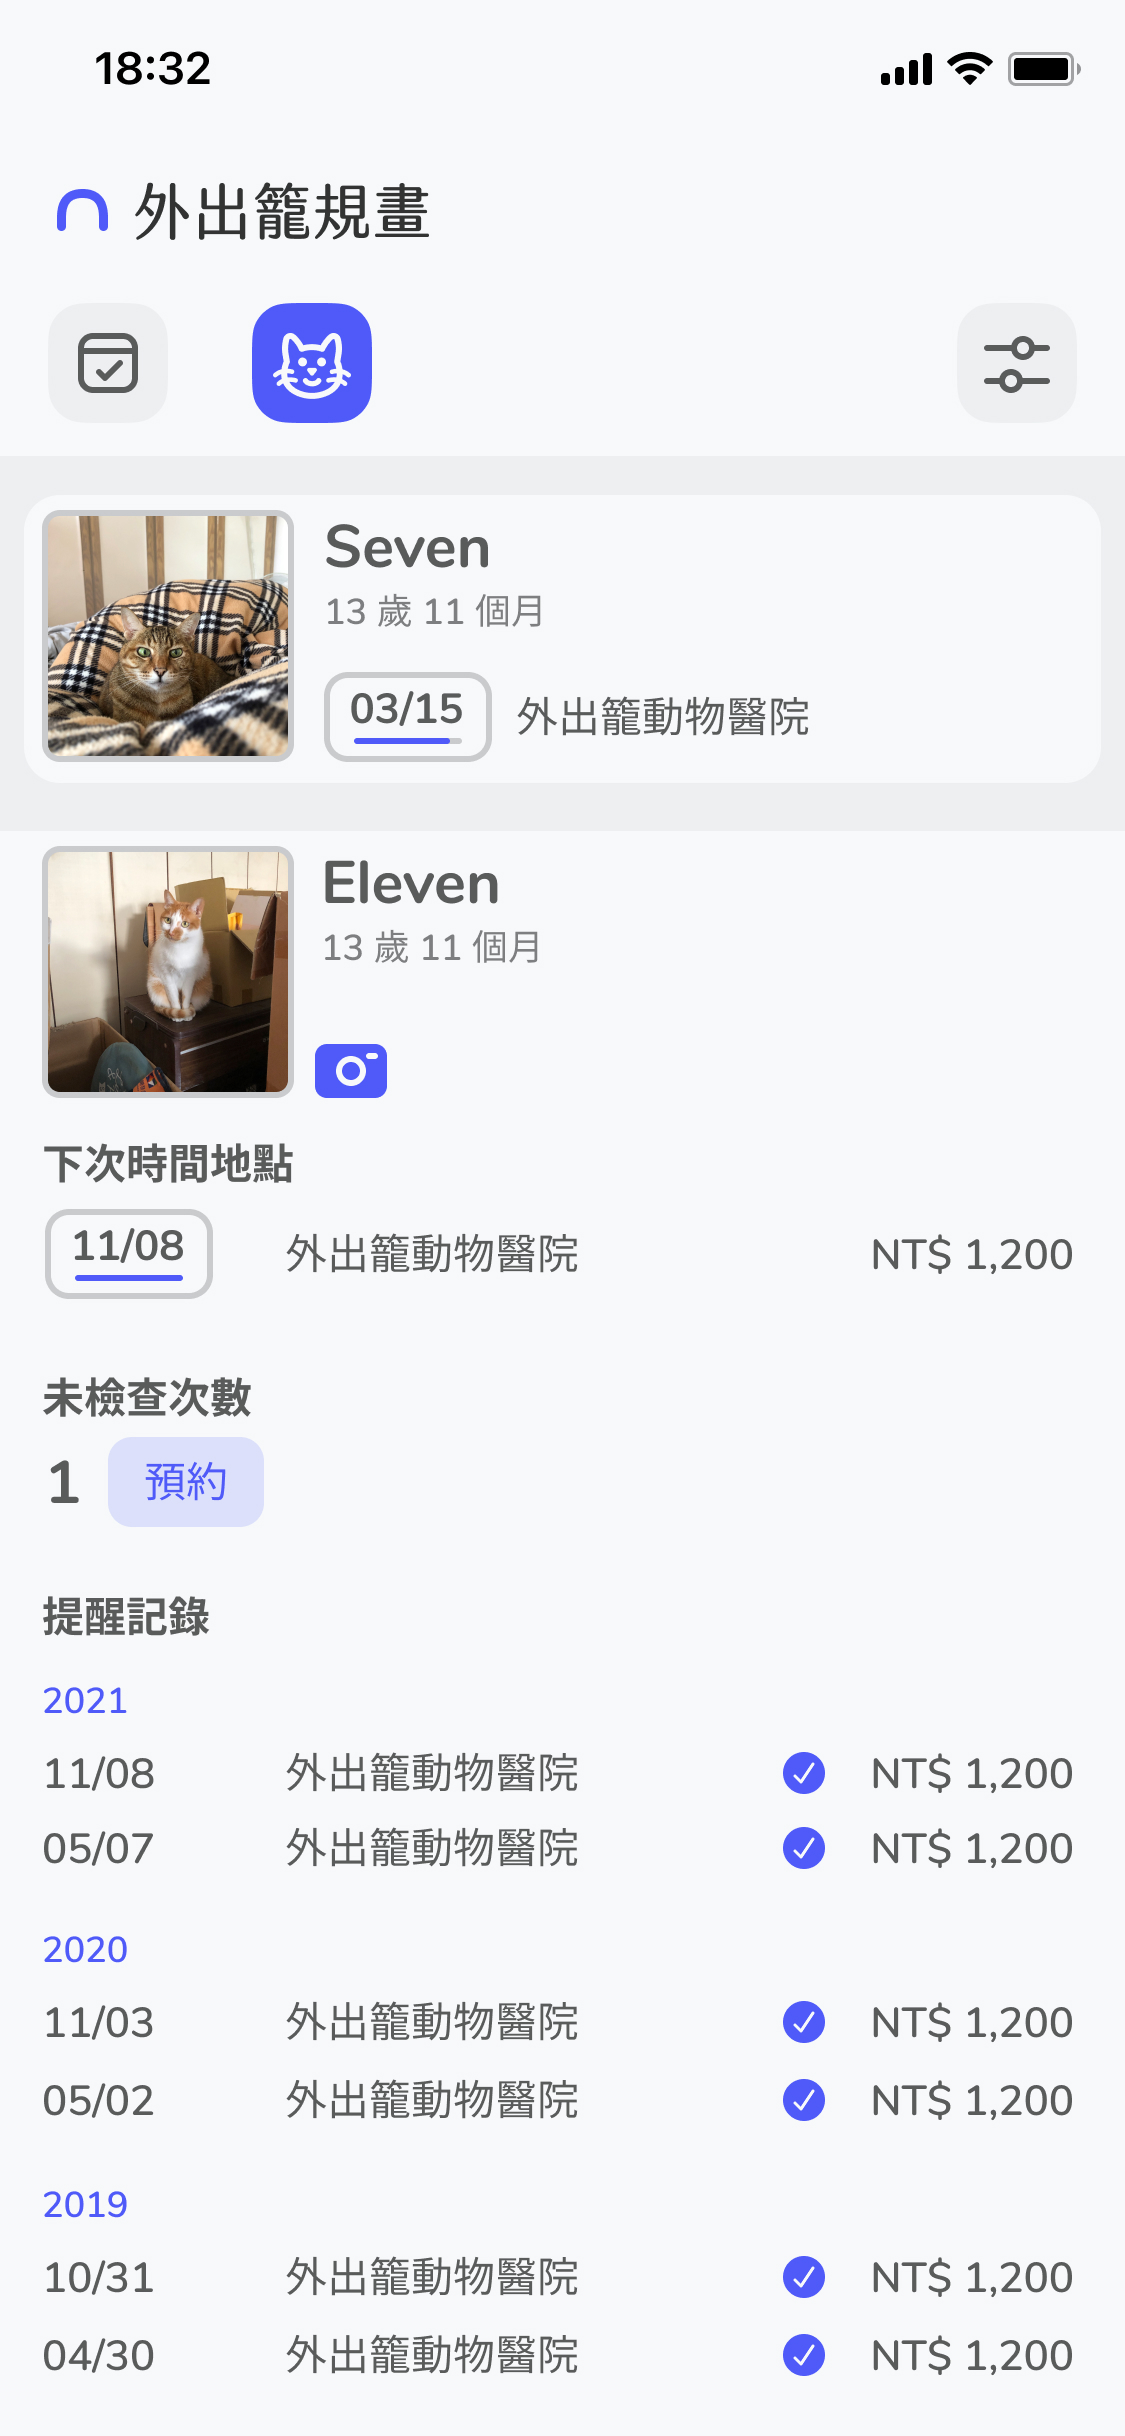 18:32
外出籠規畫
Seven
13 歲 11 個月
03/15 外出籠動物醫院
Eleven
13 歲 11 個月
下次時間地點
11/08 外出籠動物醫院 NT$ 1,200
未檢查次數
1 預約
提醒記錄
2021
11/08 外出籠動物醫院 NT$ 1,200
05/07 外出籠動物醫院 NT$ 1,200
2020
11/03 外出籠動物醫院 NT$ 1,200
05/02 外出籠動物醫院 NT$ 1,200
2019
10/31 外出籠動物醫院 NT$ 1,200
04/30 外出籠動物醫院 NT$ 1,200